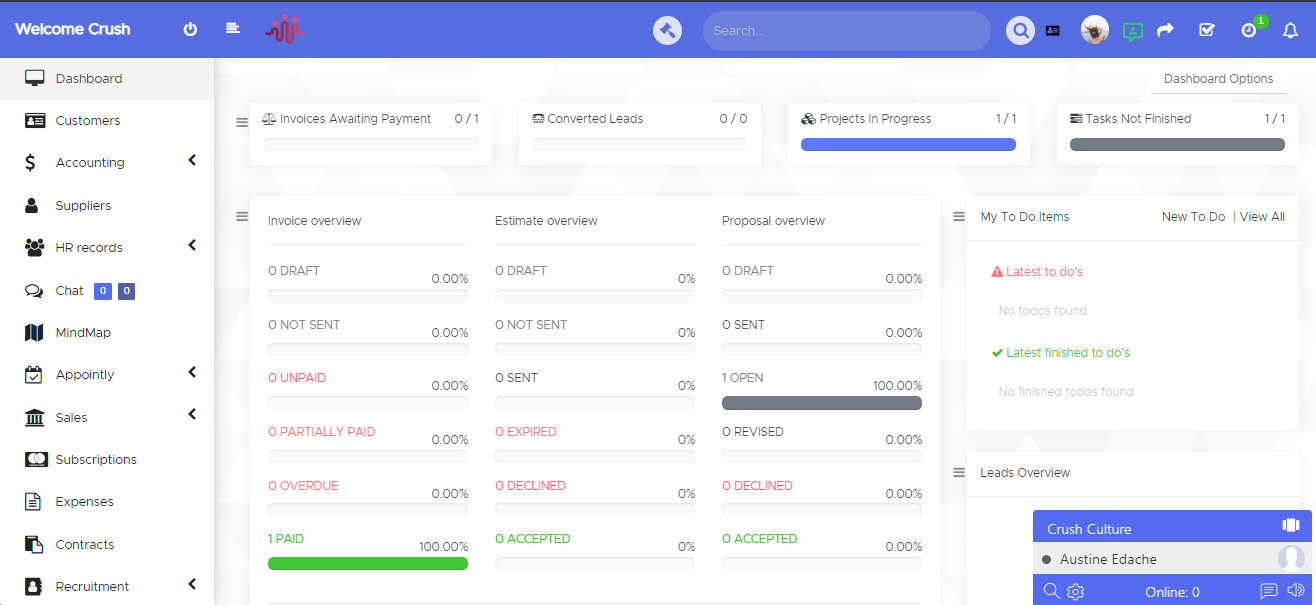 Welcome Crush
Search...
1
Dashboard
Customers
Accounting
Suppliers
HR records
Chat 0 0
MindMap
Appointly
Sales
Subscriptions
Expenses
Contracts
Recruitment
Dashboard Options
Invoices Awaiting Payment 0 / 1
Converted Leads 0 / 0
Projects In Progress 1 / 1
Tasks Not Finished 1 / 1
Invoice overview
0 DRAFT 0.00%
0 NOT SENT 0.00%
0 UNPAID 0.00%
0 PARTIALLY PAID 0.00%
0 OVERDUE 0.00%
1 PAID 100.00%
Estimate overview
0 DRAFT 0%
0 NOT SENT 0%
0 SENT 0%
0 EXPIRED 0%
0 DECLINED 0%
0 ACCEPTED 0%
Proposal overview
0 DRAFT 0.00%
0 SENT 0.00%
1 OPEN 100.00%
0 REVISED 0.00%
0 DECLINED 0.00%
0 ACCEPTED 0.00%
My To Do Items New To Do | View All
Latest to do's
No todos found
Latest finished to do's
No finished todos found
Leads Overview
Crush Culture
Austine Edache
Online: 0